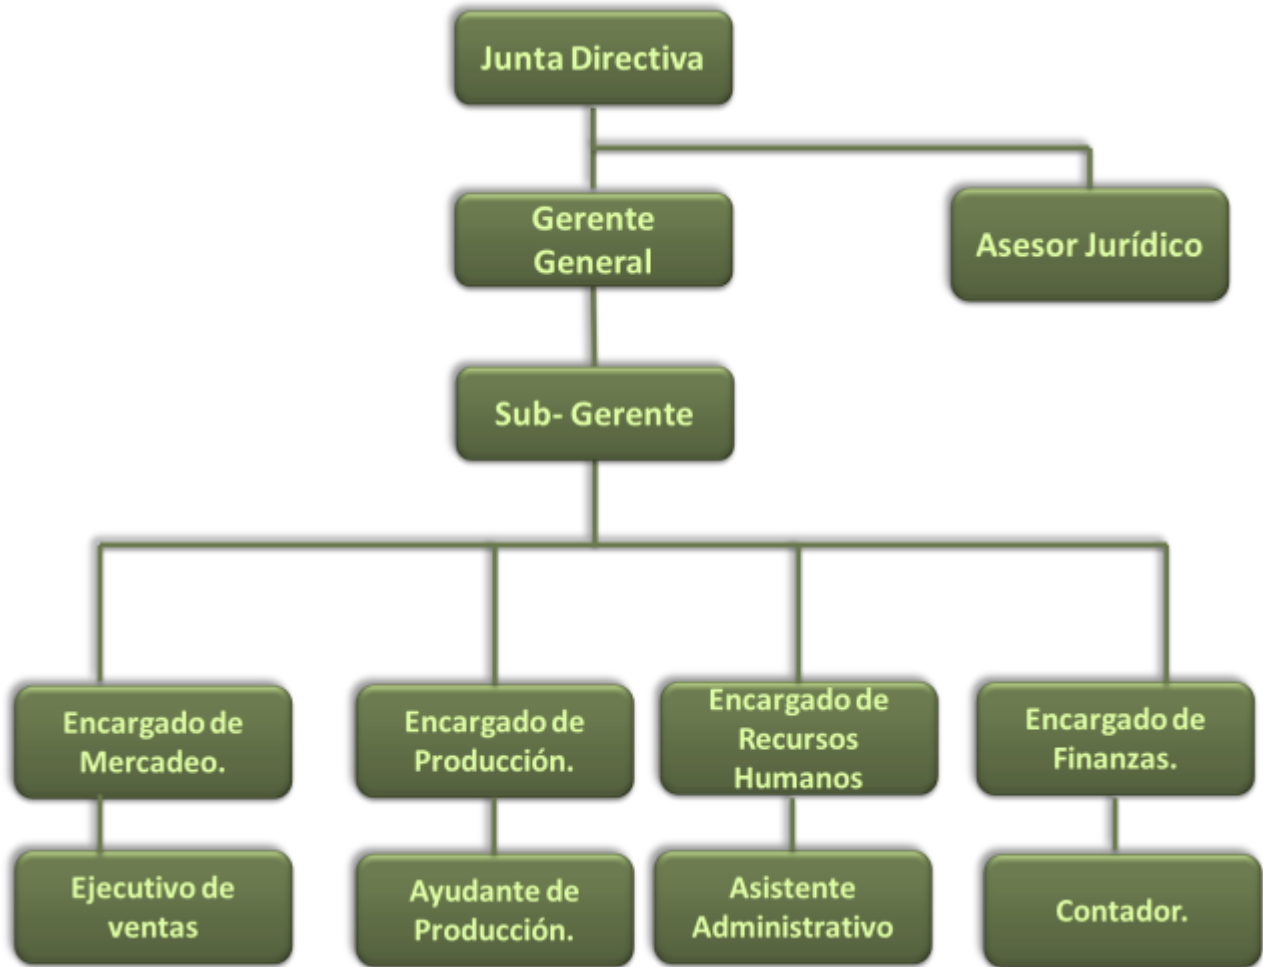 Junta Directiva
Gerente
General
Asesor Jurídico
Sub- Gerente
Encargado de
Mercadeo.
Encargado de
Producción.
Encargado de
Recursos
Humanos
Encargado de
Finanzas.
Ejecutivo de
ventas
Ayudante de
Producción.
Asistente
Administrativo
Contador.